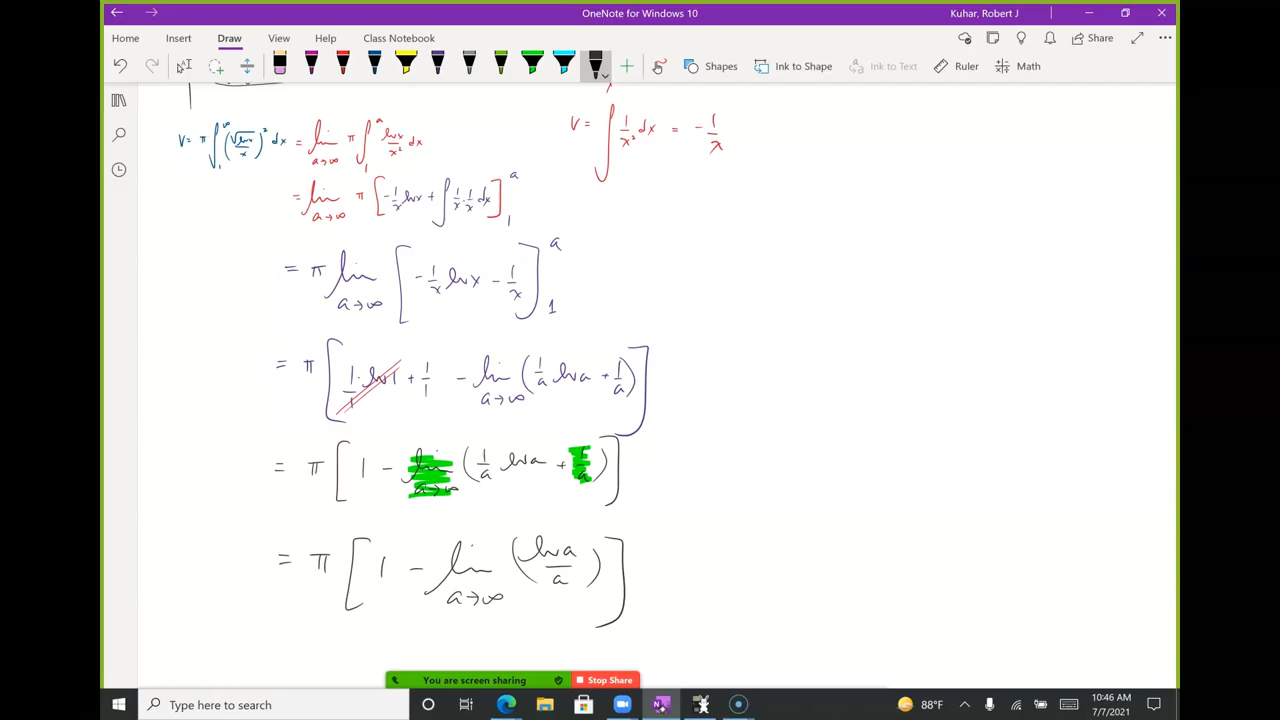 OneNote for Windows 10
Kuhar, Robert J
Home Insert Draw View Help Class Notebook
Share
Shapes Ink to Shape Ink to Text Ruler Math
V = π ∫₁^∞ (√(ln x)/x)² dx = lim a→∞ π ∫₁^a ln x/x² dx
V = ∫ 1/x² dx = -1/x
= lim a→∞ π [-1/x ln x + ∫ 1/x · 1/x dx]₁^a
= π lim a→∞ [-1/x ln x - 1/x]₁^a
= π [1/1 · ln 1 + 1/1 - lim a→∞ (1/a ln a + 1/a)]
= π [1 - lim a→∞ (1/a ln a + 1/a)]
= π [1 - lim a→∞ (ln a/a)]
You are screen sharing Stop Share
Type here to search
88°F
10:46 AM
7/7/2021